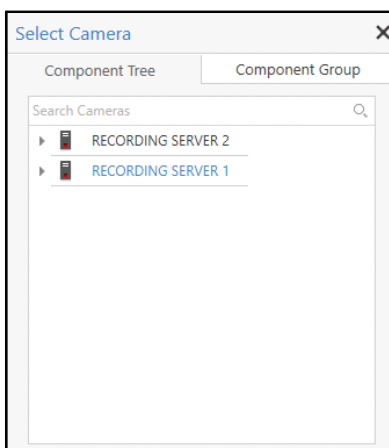 Select Camera
Component Tree
Component Group
Search Cameras
RECORDING SERVER 2
RECORDING SERVER 1